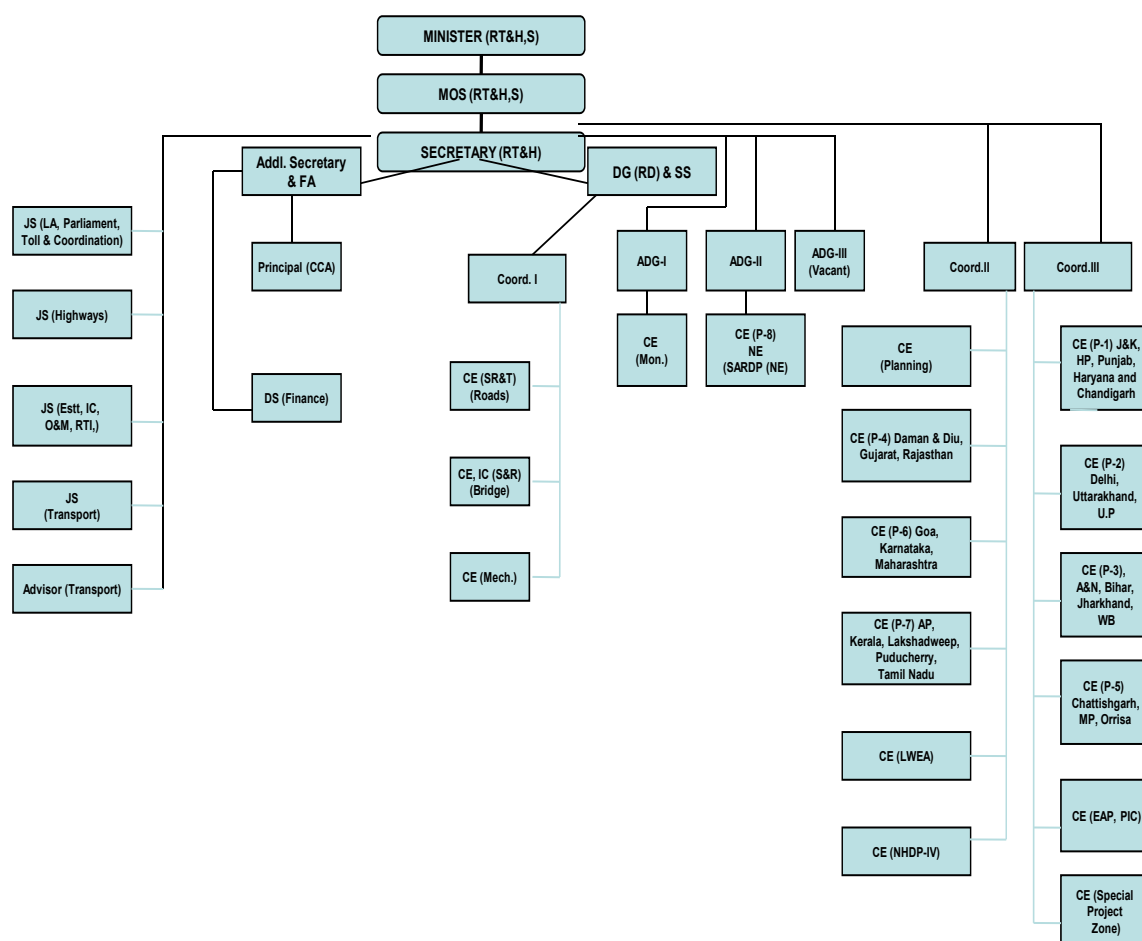 MINISTER (RT&H,S)
MOS (RT&H,S)
SECRETARY (RT&H)
Addl. Secretary
& FA
DG (RD) & SS
JS (LA, Parliament,
Toll & Coordination)
JS (Highways)
JS (Estt, IC,
O&M, RTI,)
JS
(Transport)
Advisor (Transport)
Principal (CCA)
DS (Finance)
Coord. I
CE (SR&T)
(Roads)
CE, IC (S&R)
(Bridge)
CE (Mech.)
ADG-I
CE
(Mon.)
ADG-II
CE (P-8)
NE
(SARDP (NE)
ADG-III
(Vacant)
Coord.II
CE
(Planning)
CE (P-4) Daman & Diu,
Gujarat, Rajasthan
CE (P-6) Goa,
Karnataka,
Maharashtra
CE (P-7) AP,
Kerala, Lakshadweep,
Puducherry,
Tamil Nadu
CE (LWEA)
CE (NHDP-IV)
Coord.III
CE (P-1) J&K,
HP, Punjab,
Haryana and
Chandigarh
CE (P-2)
Delhi,
Uttarakhand,
U.P
CE (P-3),
A&N, Bihar,
Jharkhand,
WB
CE (P-5)
Chattishgarh,
MP, Orrisa
CE (EAP, PIC)
CE (Special
Project
Zone)